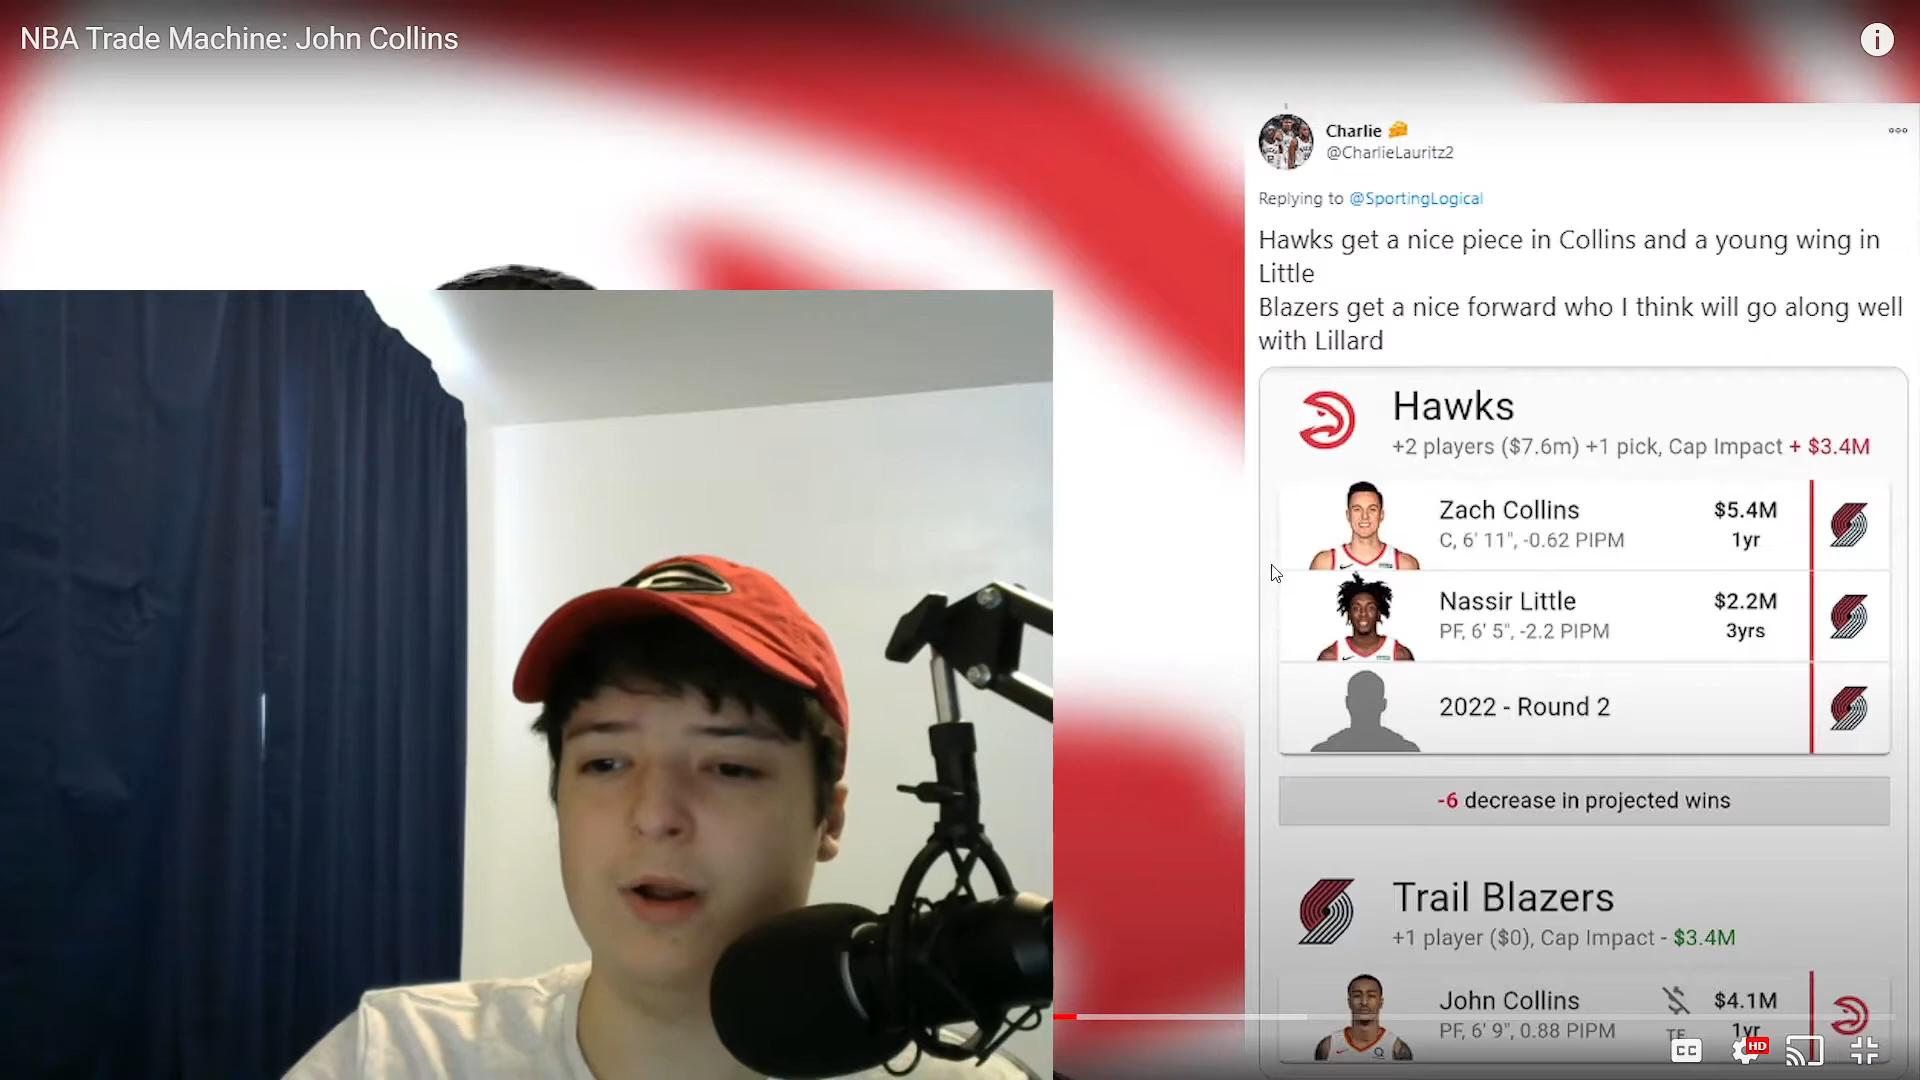 NBA Trade Machine: John Collins
Charlie
@CharlieLauritz2
Replying to @SportingLogical
Hawks get a nice piece in Collins and a young wing in
Little
Blazers get a nice forward who I think will go along well
with Lillard
Hawks
+2 players ($7.6m) +1 pick, Cap Impact + $3.4M
Zach Collins
$5.4M
C, 6' 11", -0.62 PIPM
1yr
Nassir Little
$2.2M
PF, 6' 5", -2.2 PIPM
3yrs
2022 - Round 2
-6 decrease in projected wins
Trail Blazers
+1 player ($0), Cap Impact - $3.4M
John Collins
$4.1M
PF, 6' 9", 0.88 PIPM
1yr
CC
HD